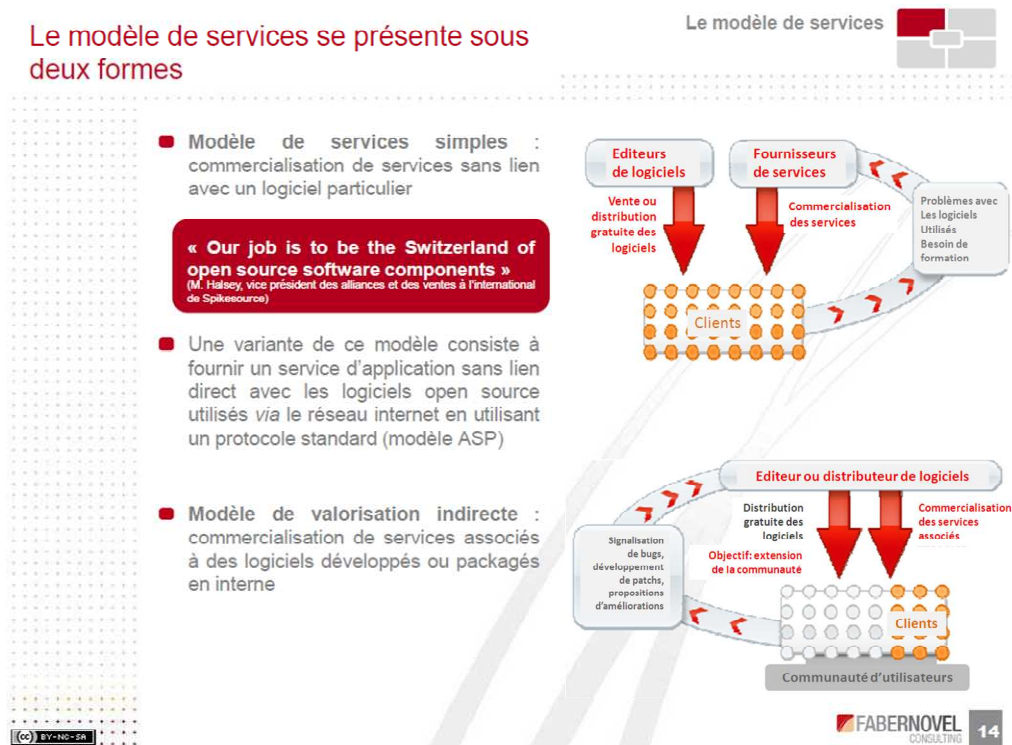 Le modèle de services se présente sous
deux formes
Le modèle de services
Modèle de services simples :
commercialisation de services sans lien
avec un logiciel particulier
« Our job is to be the Switzerland of
open source software components »
(M. Halsey, vice président des alliances et des ventes à l'international
de Spikesource)
Une variante de ce modèle consiste à
fournir un service d'application sans lien
direct avec les logiciels open source
utilisés via le réseau internet en utilisant
un protocole standard (modèle ASP)
Modèle de valorisation indirecte :
commercialisation de services associés
à des logiciels développés ou packagés
en interne
Editeurs
de logiciels
Fournisseurs
de services
Vente ou
distribution
gratuite des
logiciels
Commercialisation
des services
Problèmes avec
Les logiciels
Utilisés
Besoin de
formation
Clients
Editeur ou distributeur de logiciels
Distribution
gratuite des
logiciels
Objectif: extension
de la communauté
Commercialisation
des services
associés
Signalisation
de bugs,
développement
de patchs,
propositions
d'améliorations
Clients
Communauté d'utilisateurs
(cc) BY-NC-SA
FABERNOVEL
CONSULTING
14